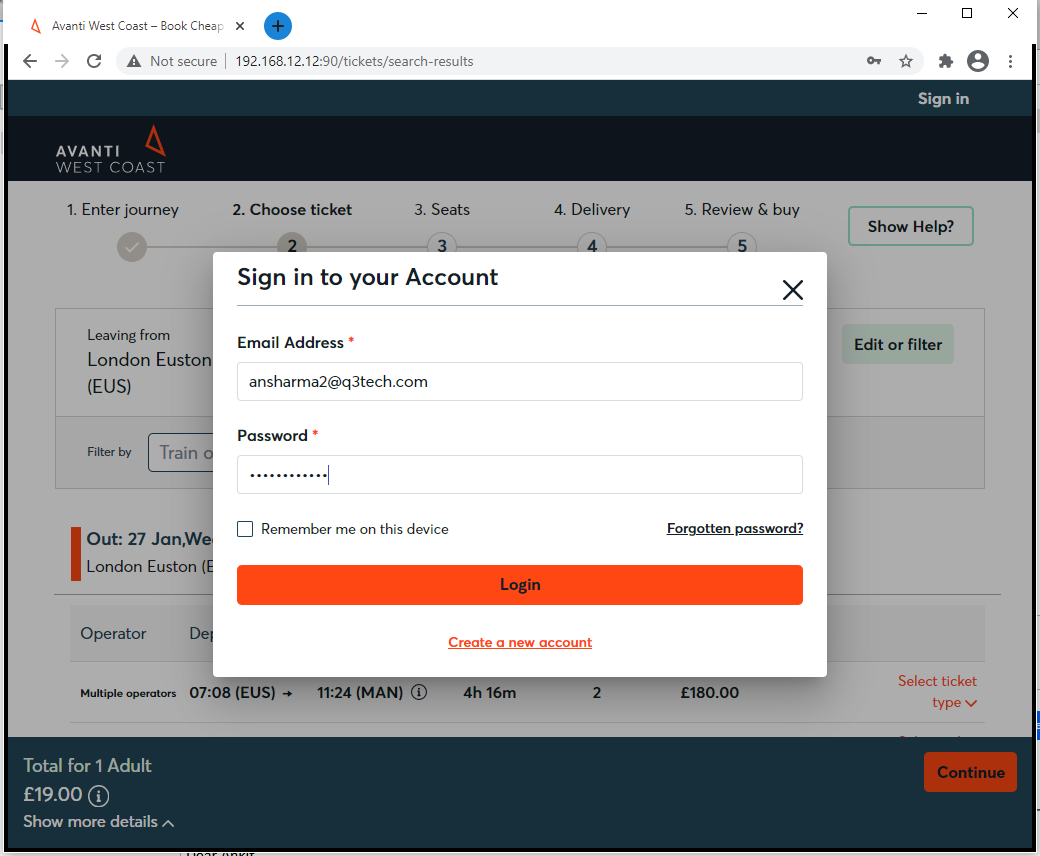 Avanti West Coast – Book Cheap
Not secure
192.168.12.12:90/tickets/search-results
Sign in
AVANTI
WEST COAST
1. Enter journey
2. Choose ticket
3. Seats
4. Delivery
5. Review & buy
2
3
4
5
Show Help?
Sign in to your Account
Leaving from
London Euston
(EUS)
Edit or filter
Email Address *
ansharma2@q3tech.com
Password *
••••••••••••
Filter by
Train o
Remember me on this device
Forgotten password?
Login
Create a new account
Out: 27 Jan,We
London Euston (E
Operator
Dep
Multiple operators
07:08 (EUS) →
11:24 (MAN)
4h 16m
2
£180.00
Select ticket
type
Total for 1 Adult
£19.00
Show more details
Continue